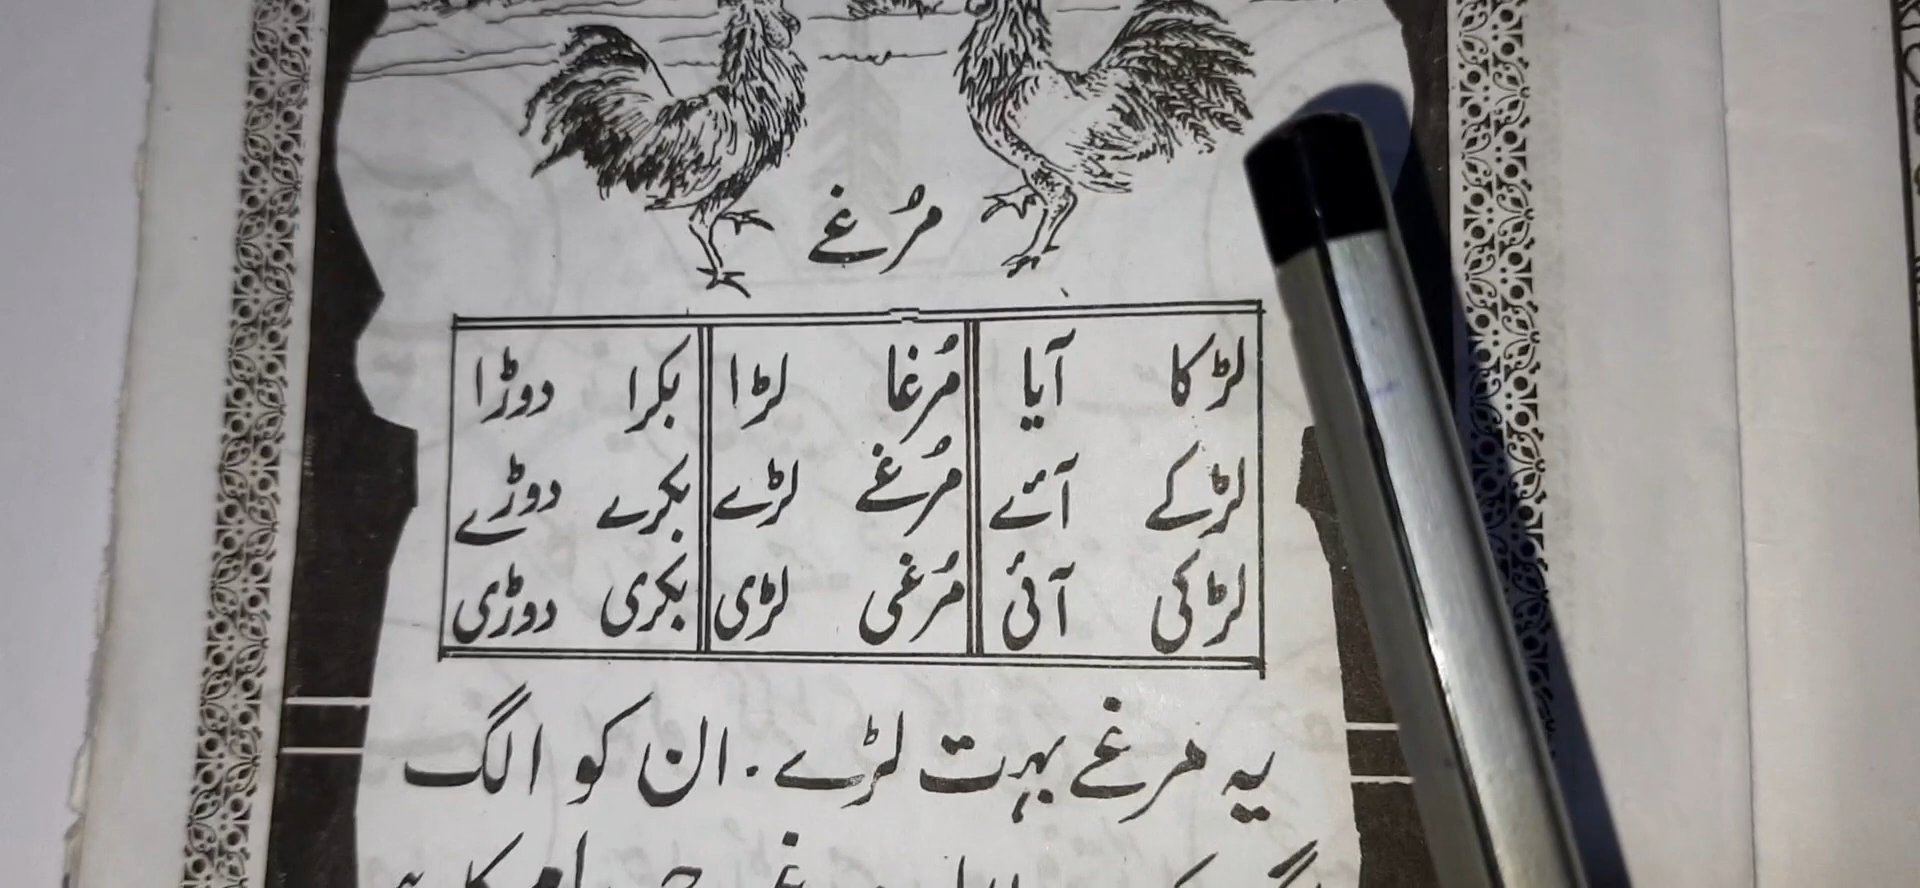 مُرغے
لڑکا آیا مُرغا لڑا بکرا دوڑا
لڑکے آئے مُرغے لڑے بکرے دوڑے
لڑکی آئی مُرغی لڑی بکری دوڑی
یہ مرغے بہت لڑے۔ ان کو الگ